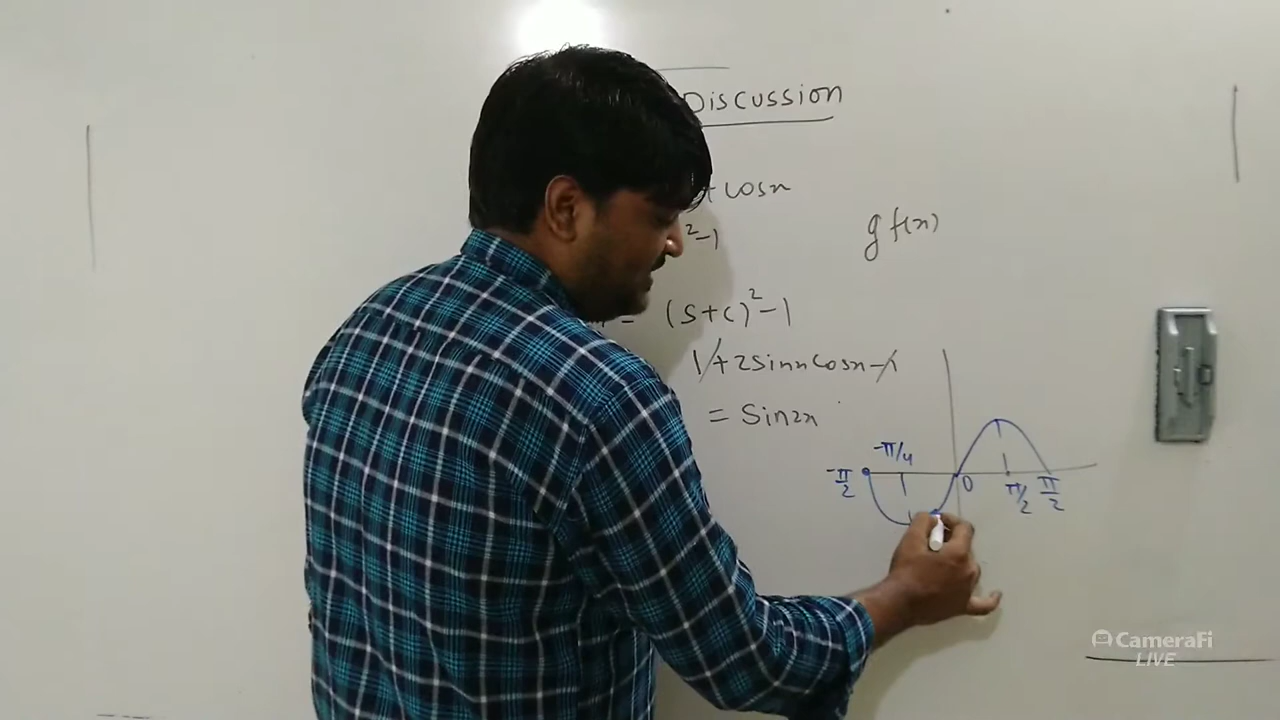 Discussion
+ cosx
²-1
g f(x)
= (s+c)²-1
1+2sinxcosx-1
= Sin2x
-π/4
-π/2
0
π/2
π/2
CameraFi
LIVE